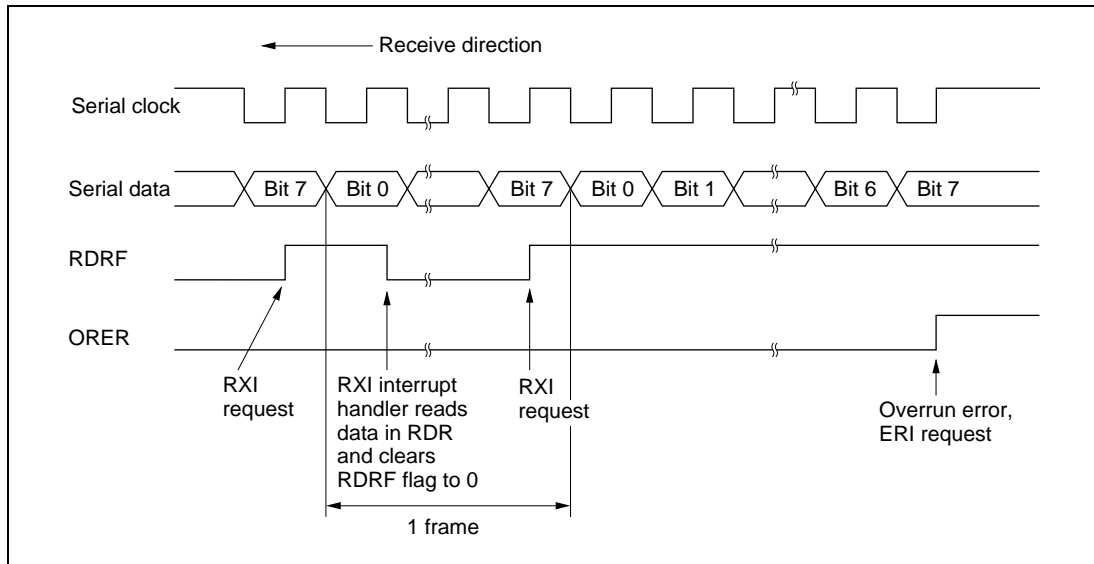 Receive direction
Serial clock
Serial data
Bit 7
Bit 0
Bit 7
Bit 0
Bit 1
Bit 6
Bit 7
RDRF
ORER
RXI
request
RXI interrupt
handler reads
data in RDR
and clears
RDRF flag to 0
RXI
request
Overrun error,
ERI request
1 frame